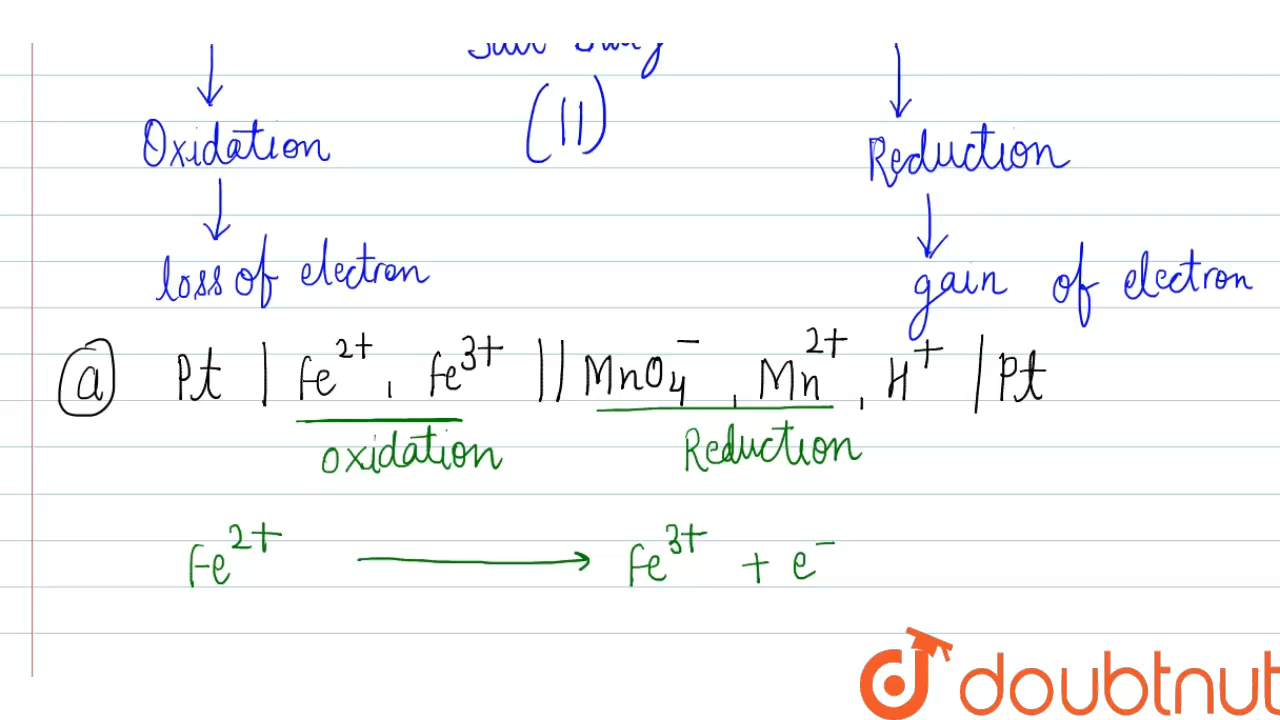 (||)
Oxidation Reduction
loss of electron gain of electron
(a) Pt | Fe²⁺, Fe³⁺ || MnO₄⁻, Mn²⁺, H⁺ | Pt
oxidation Reduction
Fe²⁺ ⟶ Fe³⁺ + e⁻
doubtnut